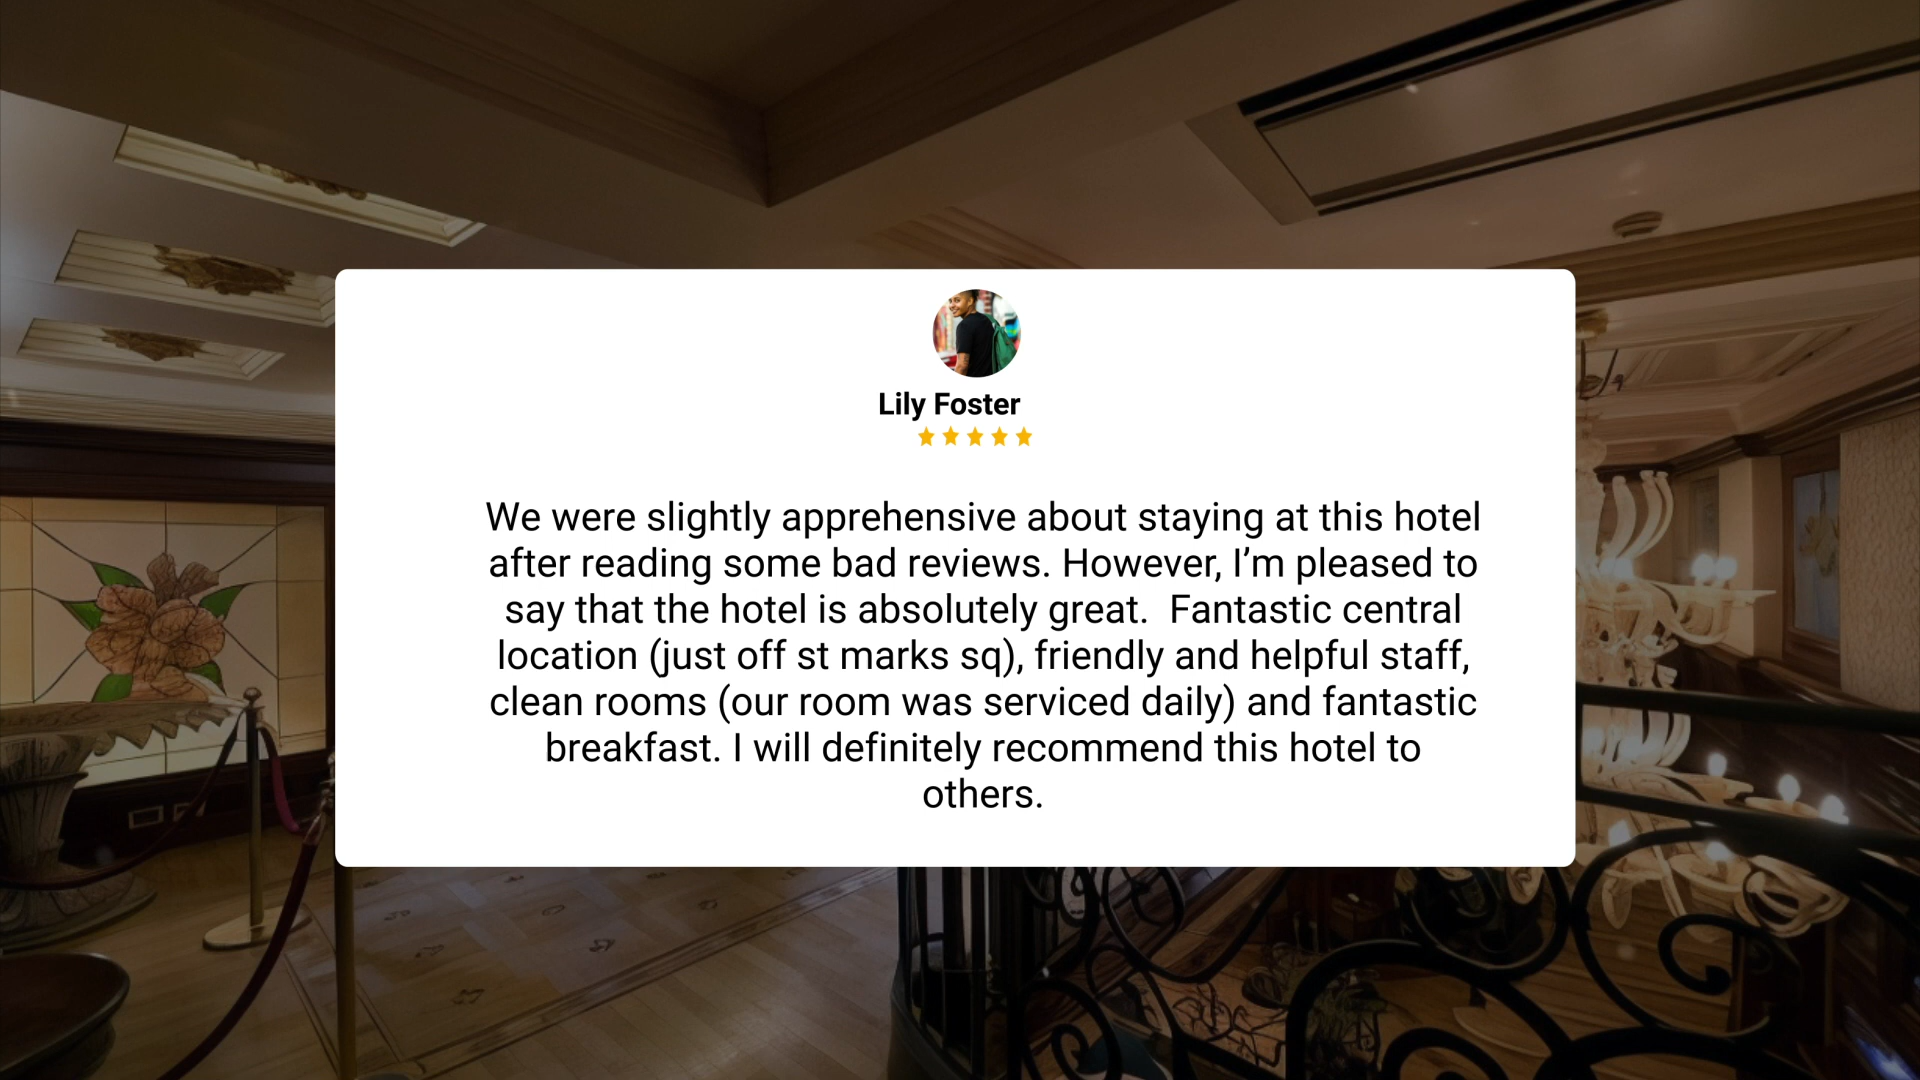 Lily Foster
We were slightly apprehensive about staying at this hotel
after reading some bad reviews. However, I’m pleased to
say that the hotel is absolutely great.  Fantastic central
location (just off st marks sq), friendly and helpful staff,
clean rooms (our room was serviced daily) and fantastic
breakfast. I will definitely recommend this hotel to
others.